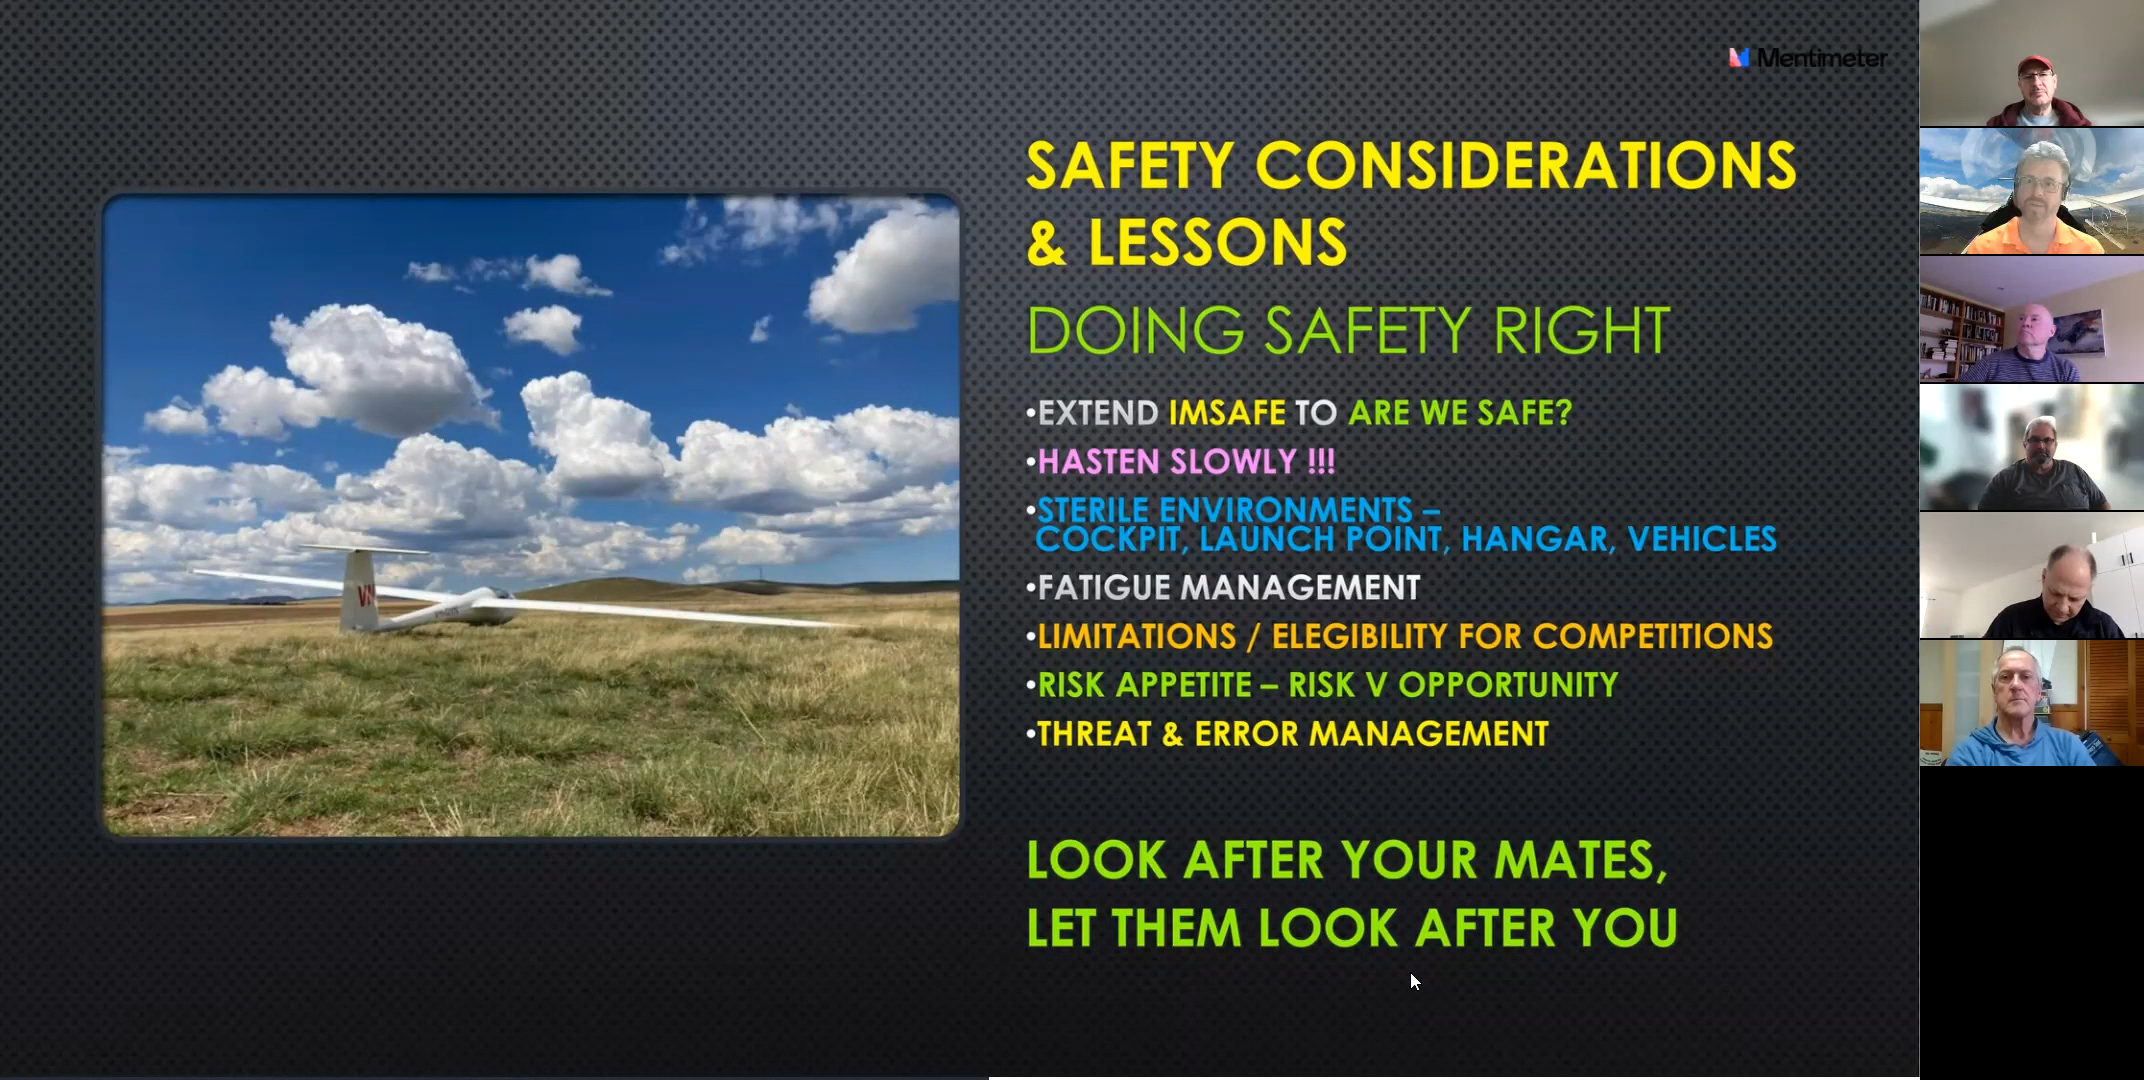 Mentimeter
SAFETY CONSIDERATIONS
& LESSONS
DOING SAFETY RIGHT
•EXTEND IMSAFE TO ARE WE SAFE?
•HASTEN SLOWLY !!!
•STERILE ENVIRONMENTS –
COCKPIT, LAUNCH POINT, HANGAR, VEHICLES
•FATIGUE MANAGEMENT
•LIMITATIONS / ELEGIBILITY FOR COMPETITIONS
•RISK APPETITE – RISK V OPPORTUNITY
•THREAT & ERROR MANAGEMENT
LOOK AFTER YOUR MATES,
LET THEM LOOK AFTER YOU